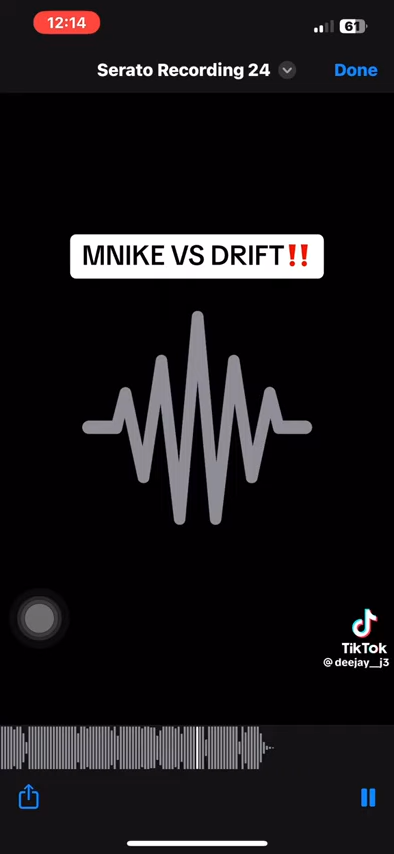 12:14
61
Serato Recording 24
Done
MNIKE VS DRIFT‼️
TikTok
@deejay__j3